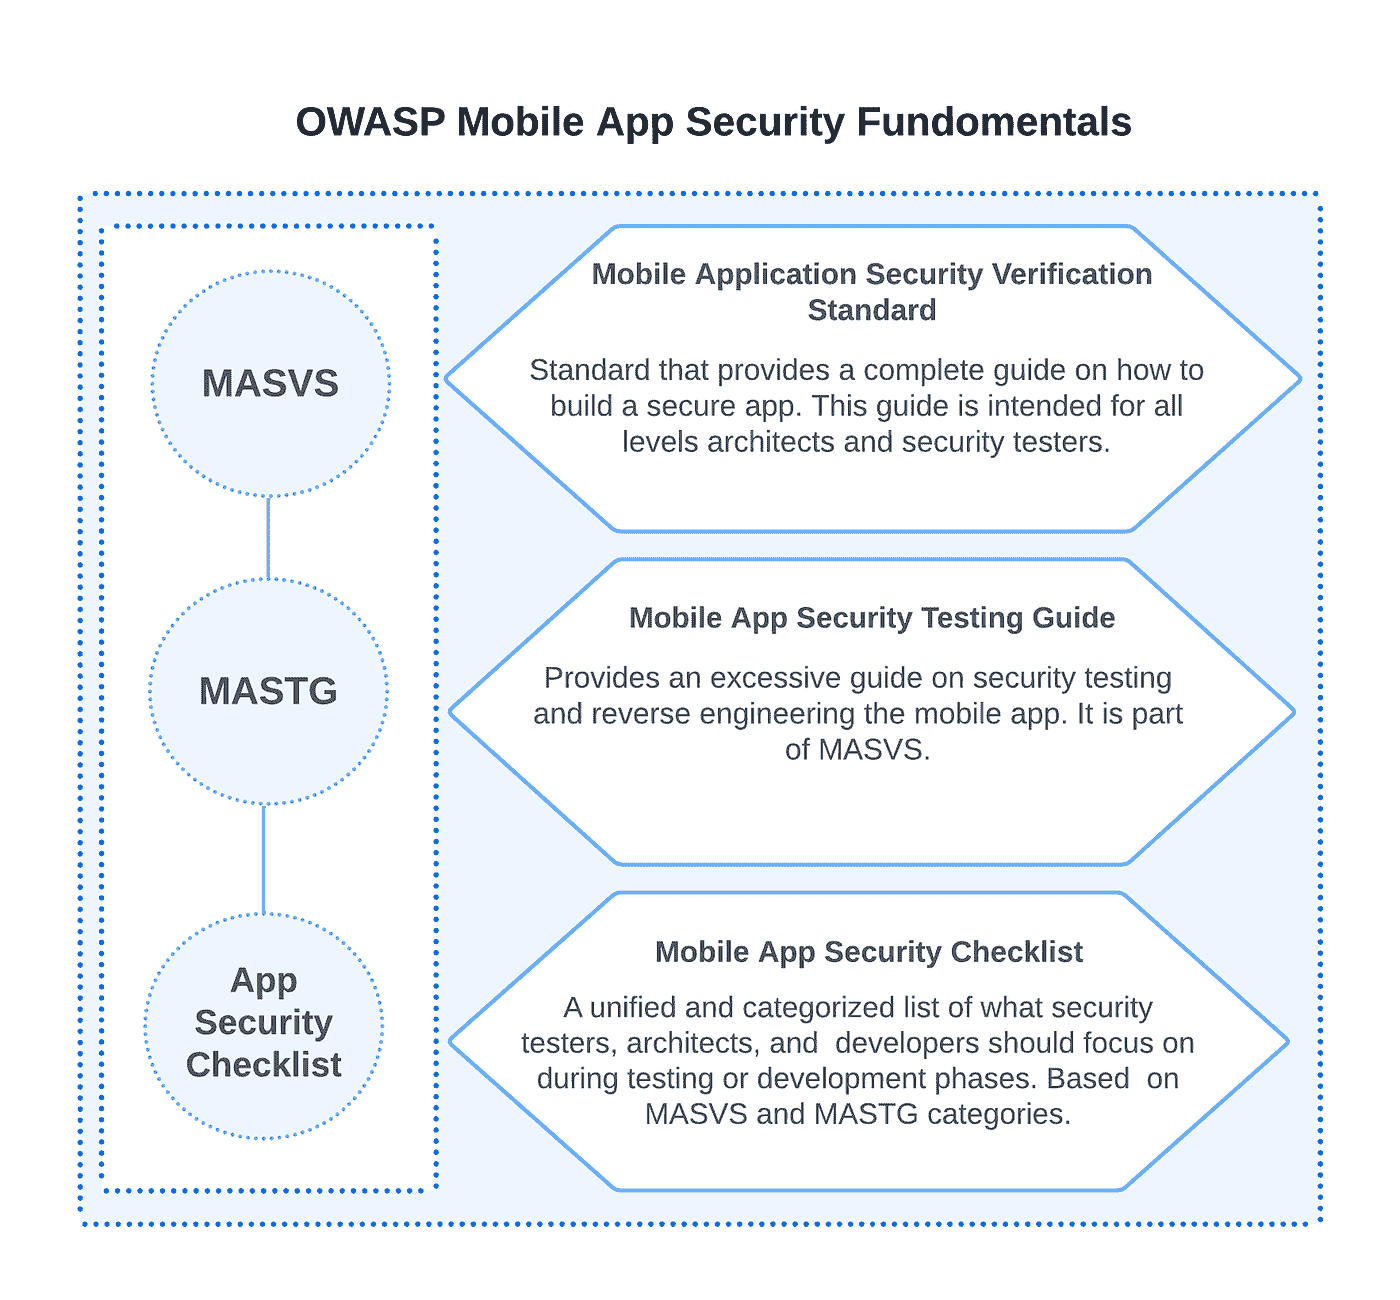 OWASP Mobile App Security Fundomentals
MASVS
Mobile Application Security Verification
Standard
Standard that provides a complete guide on how to
build a secure app. This guide is intended for all
levels architects and security testers.
MASTG
Mobile App Security Testing Guide
Provides an excessive guide on security testing
and reverse engineering the mobile app. It is part
of MASVS.
App
Security
Checklist
Mobile App Security Checklist
A unified and categorized list of what security
testers, architects, and  developers should focus on
during testing or development phases. Based  on
MASVS and MASTG categories.